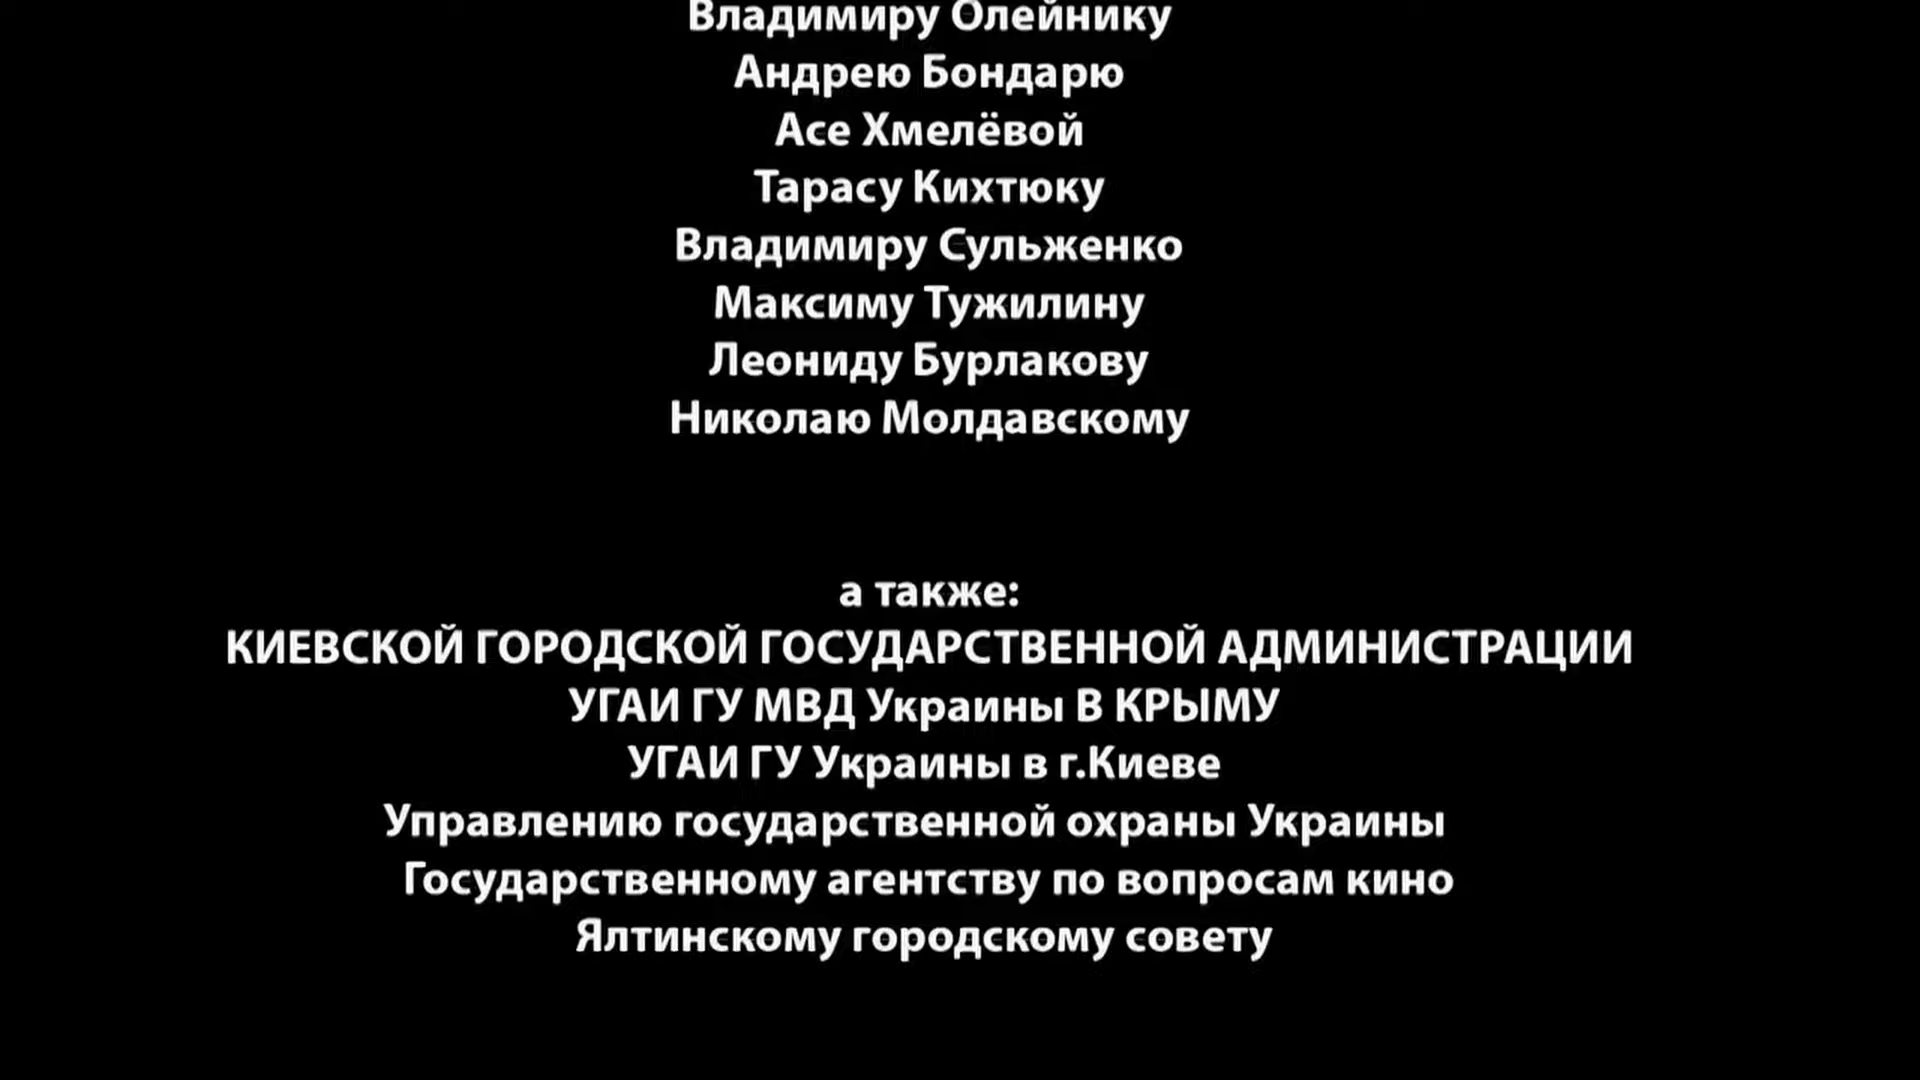 Владимиру Олейнику
Андрею Бондарю
Асе Хмелёвой
Тарасу Кихтюку
Владимиру Сульженко
Максиму Тужилину
Леониду Бурлакову
Николаю Молдавскому
а также:
КИЕВСКОЙ ГОРОДСКОЙ ГОСУДАРСТВЕННОЙ АДМИНИСТРАЦИИ
УГАИ ГУ МВД Украины В КРЫМУ
УГАИ ГУ Украины в г.Киеве
Управлению государственной охраны Украины
Государственному агентству по вопросам кино
Ялтинскому городскому совету